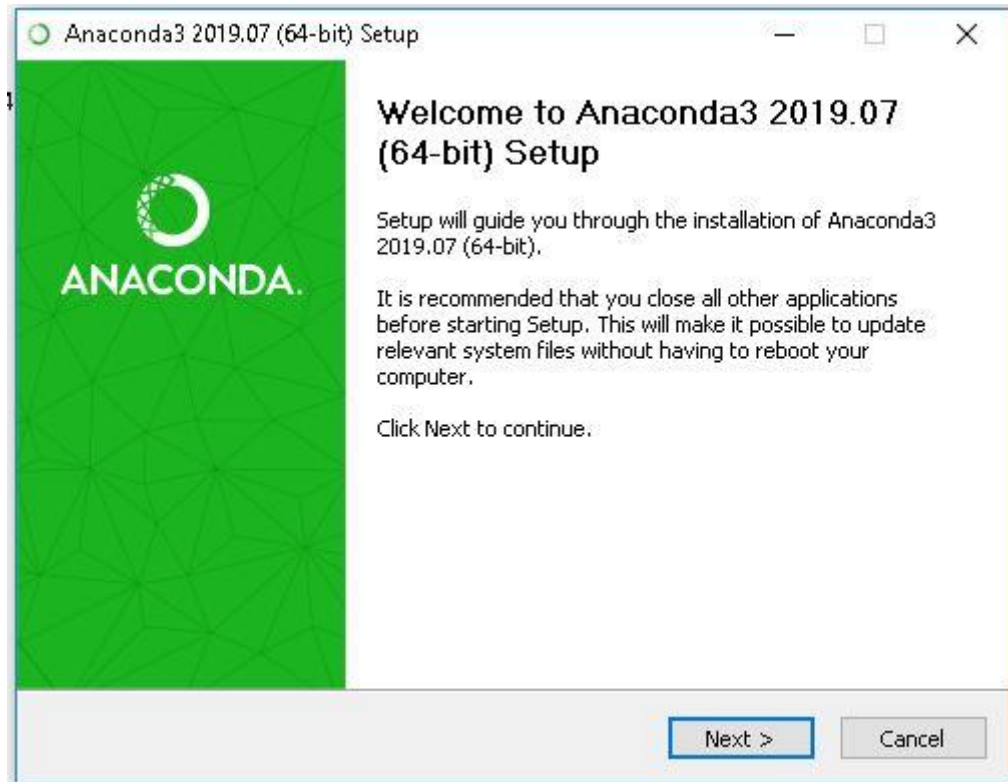 Anaconda3 2019.07 (64-bit) Setup
Welcome to Anaconda3 2019.07
(64-bit) Setup
Setup will guide you through the installation of Anaconda3
2019.07 (64-bit).
It is recommended that you close all other applications
before starting Setup. This will make it possible to update
relevant system files without having to reboot your
computer.
Click Next to continue.
ANACONDA.
Next >
Cancel